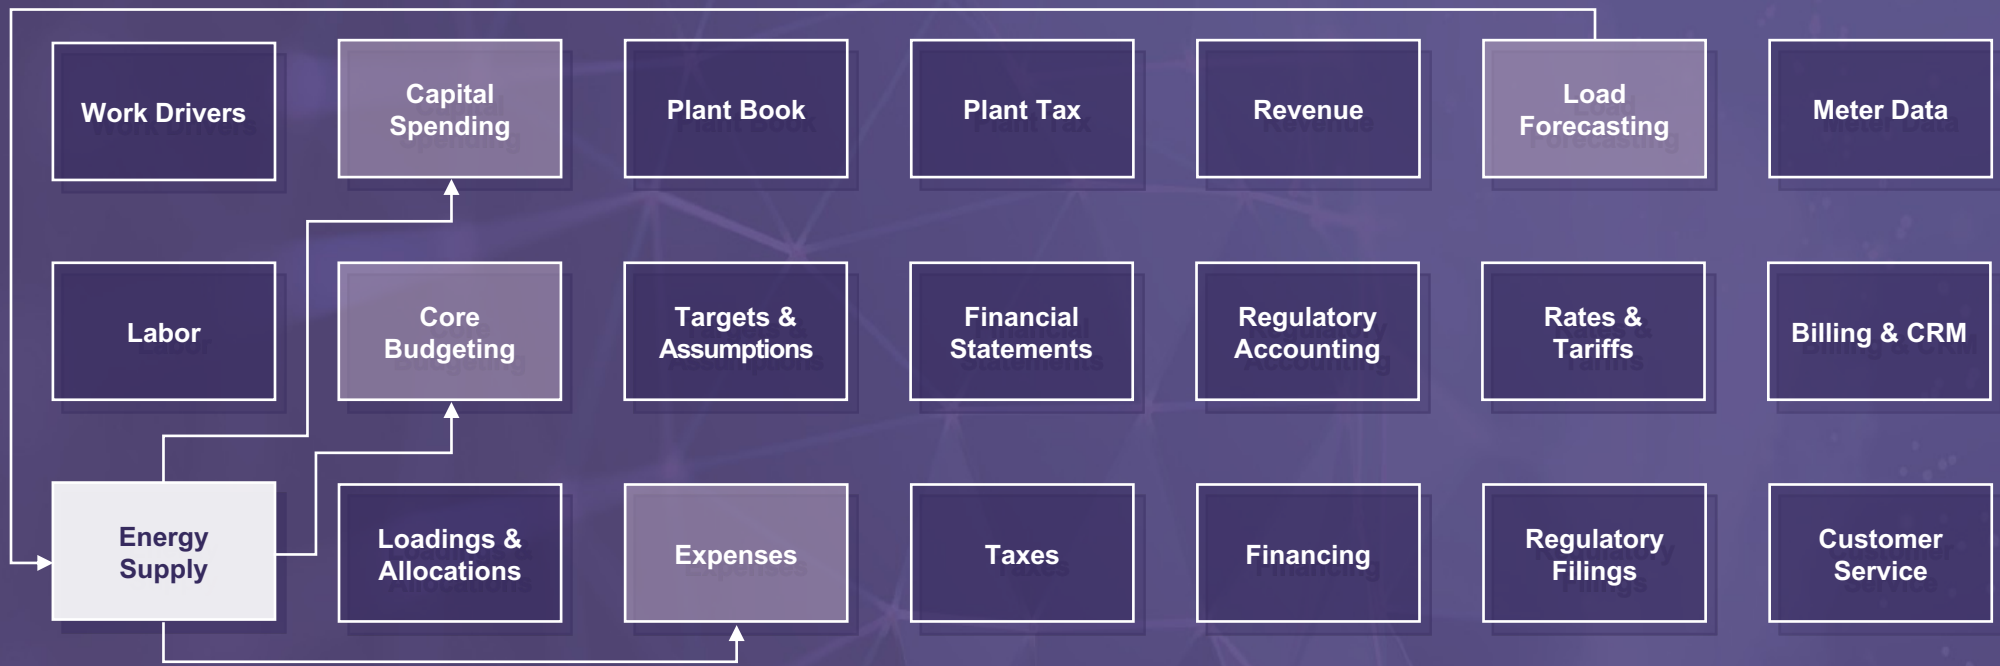 Work Drivers
Capital
Spending
Plant Book
Plant Tax
Revenue
Load
Forecasting
Meter Data
Labor
Core
Budgeting
Targets &
Assumptions
Financial
Statements
Regulatory
Accounting
Rates &
Tariffs
Billing & CRM
Energy
Supply
Loadings &
Allocations
Expenses
Taxes
Financing
Regulatory
Filings
Customer
Service